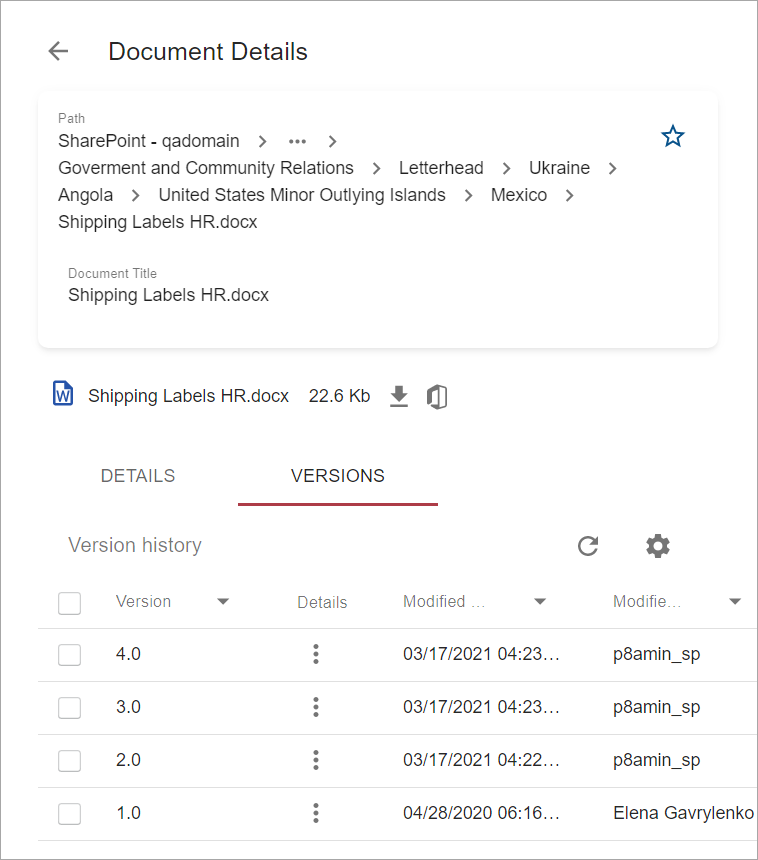 Document Details
Path
SharePoint - qadomain > ••• >
Goverment and Community Relations > Letterhead > Ukraine >
Angola > United States Minor Outlying Islands > Mexico >
Shipping Labels HR.docx
Document Title
Shipping Labels HR.docx
W Shipping Labels HR.docx 22.6 Kb
DETAILS VERSIONS
Version history
Version Details Modified ... Modifie...
4.0 03/17/2021 04:23... p8amin_sp
3.0 03/17/2021 04:23... p8amin_sp
2.0 03/17/2021 04:22... p8amin_sp
1.0 04/28/2020 06:16... Elena Gavrylenko